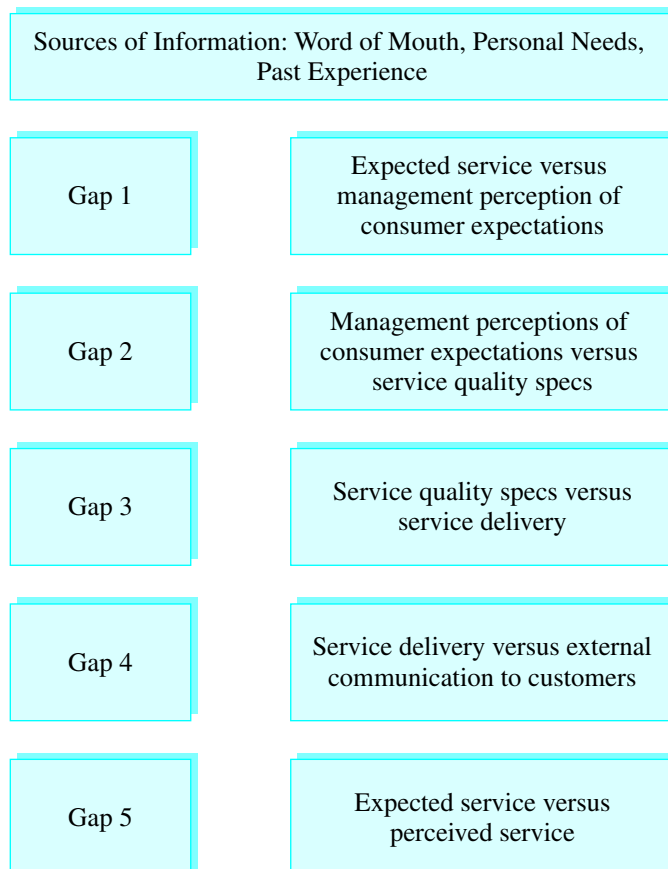 Sources of Information: Word of Mouth, Personal Needs,
Past Experience
Gap 1
Expected service versus
management perception of
consumer expectations
Gap 2
Management perceptions of
consumer expectations versus
service quality specs
Gap 3
Service quality specs versus
service delivery
Gap 4
Service delivery versus external
communication to customers
Gap 5
Expected service versus
perceived service